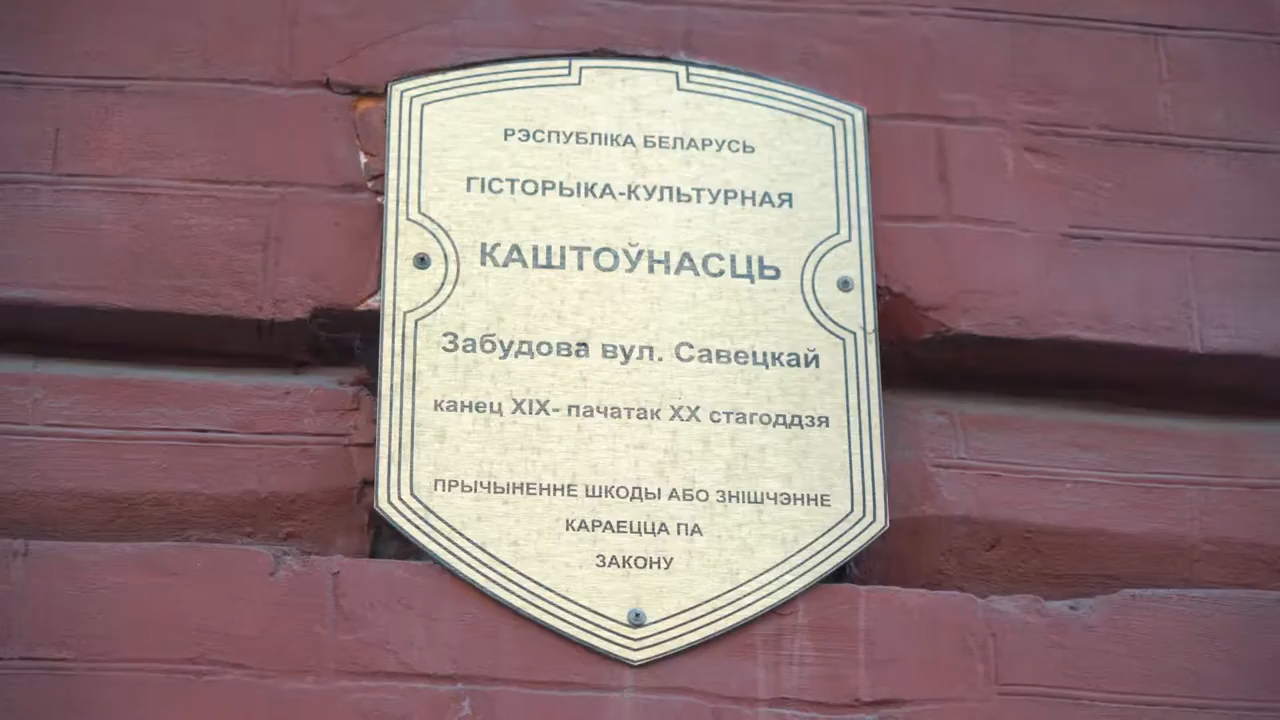 РЭСПУБЛІКА БЕЛАРУСЬ
ГІСТОРЫКА-КУЛЬТУРНАЯ
КАШТОЎНАСЦЬ
Забудова вул. Савецкай
канец XIX- пачатак XX стагоддзя
ПРЫЧЫНЕННЕ ШКОДЫ АБО ЗНІШЧЭННЕ
КАРАЕЦЦА ПА
ЗАКОНУ